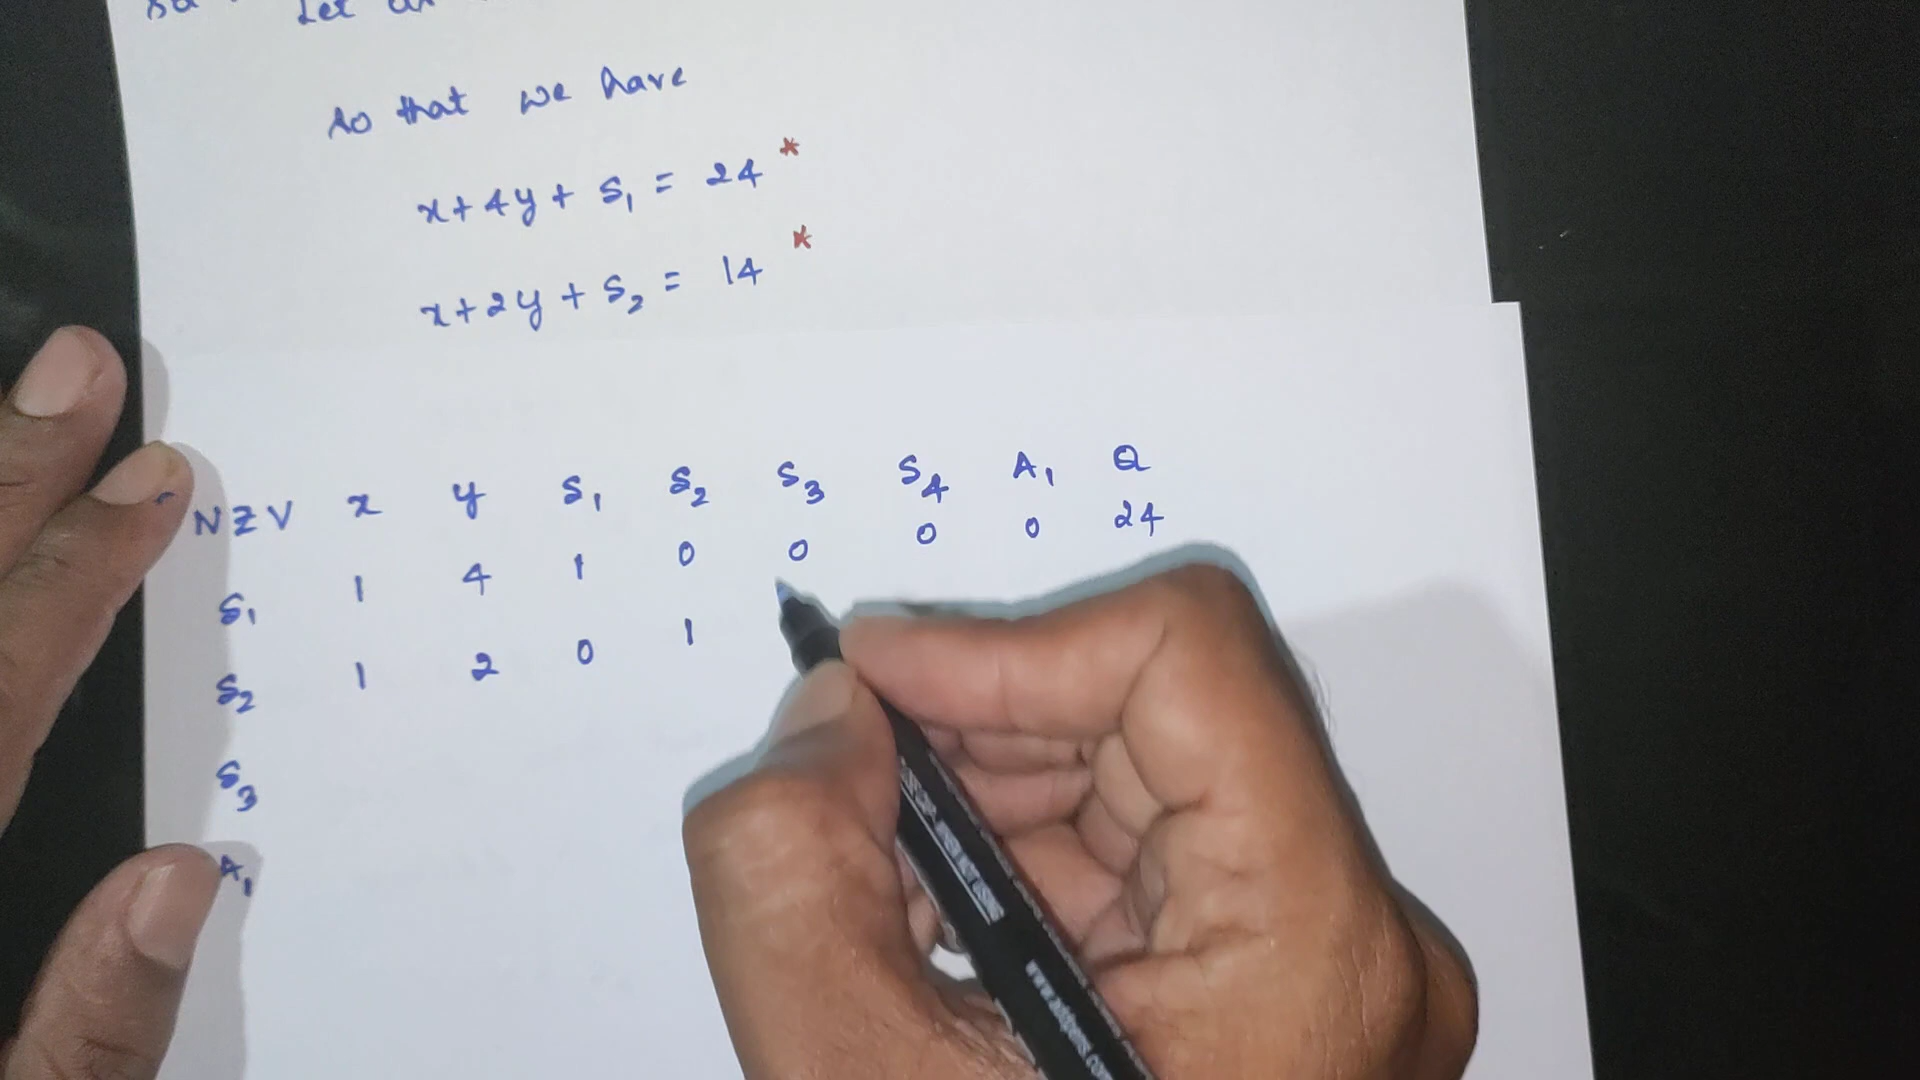 Let
so that we have
x + 4y + S₁ = 24 *
x + 2y + S₂ = 14 *
NZV x y S₁ S₂ S₃ S₄ A₁ Q
S₁ 1 4 1 0 0 0 0 24
S₂ 1 2 0 1
S₃
A₁